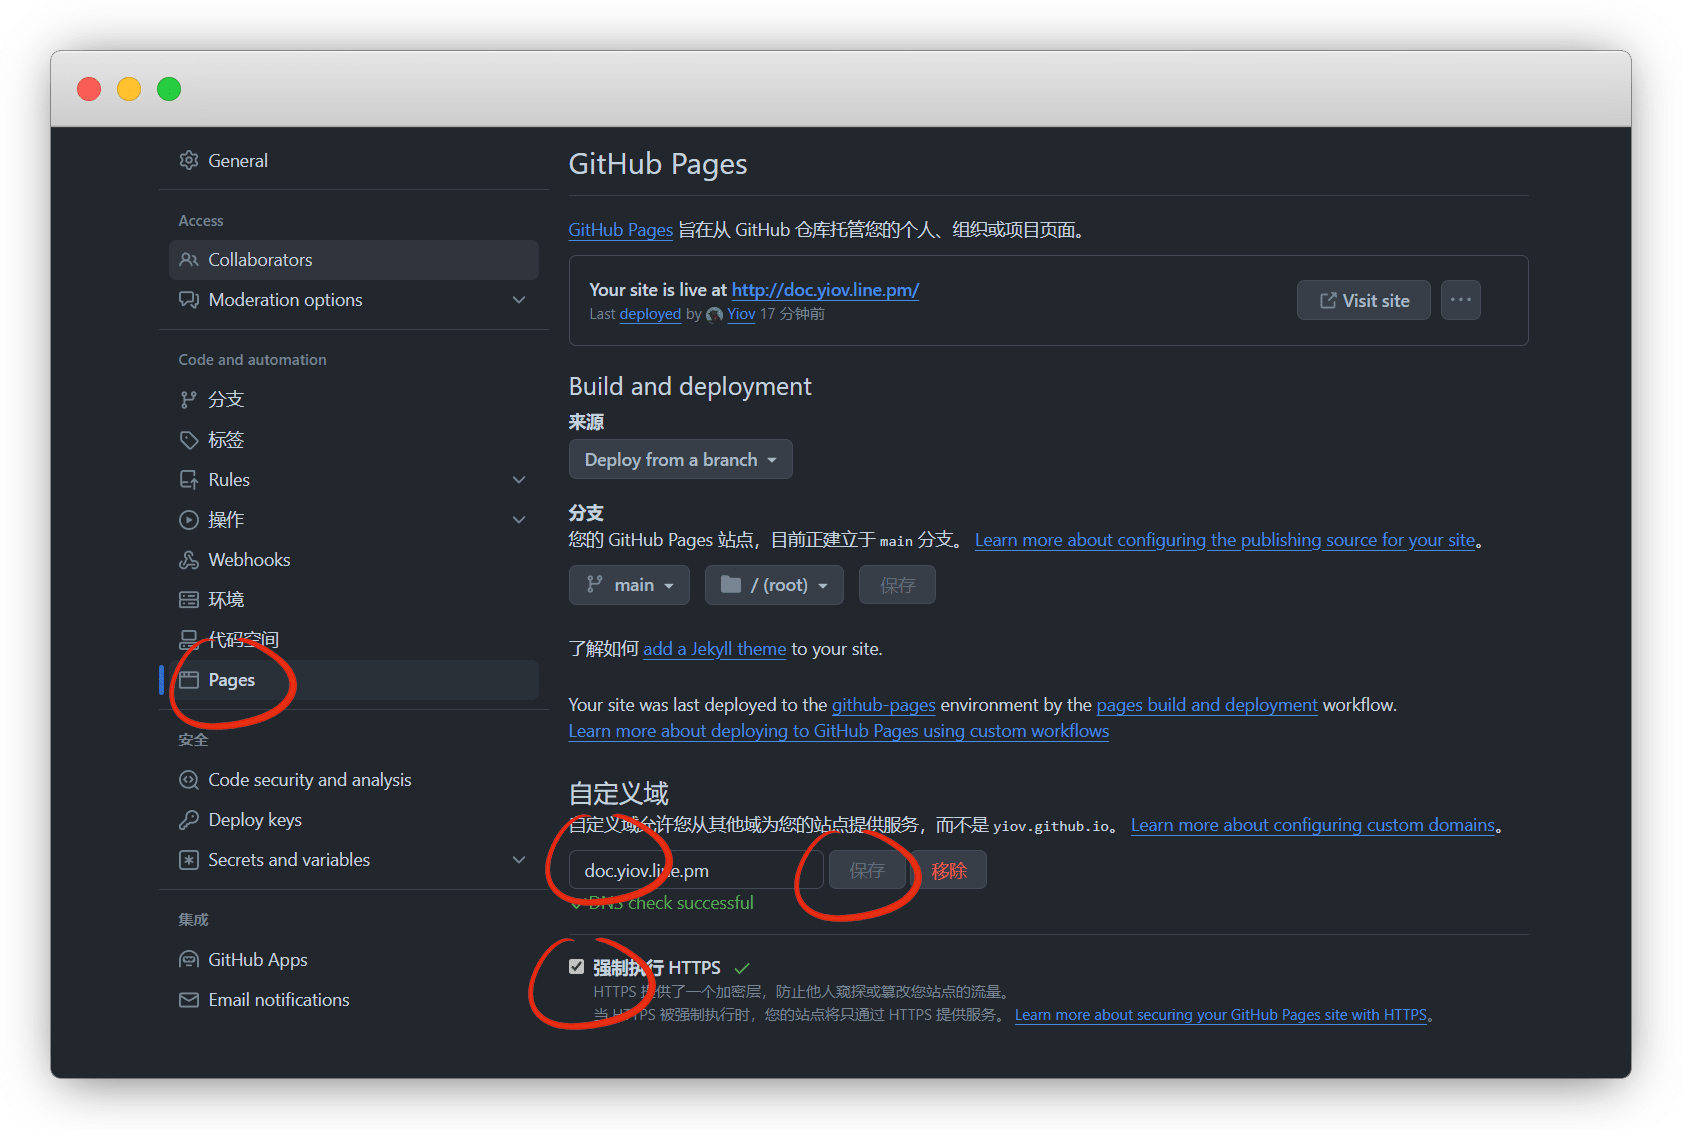 General
Access
Collaborators
Moderation options
Code and automation
分支
标签
Rules
操作
Webhooks
环境
代码空间
Pages
安全
Code security and analysis
Deploy keys
Secrets and variables
集成
GitHub Apps
Email notifications
GitHub Pages
GitHub Pages 旨在从 GitHub 仓库托管您的个人、组织或项目页面。
Your site is live at http://doc.yiov.line.pm/
Last deployed by Yiov 17 分钟前
Visit site
Build and deployment
来源
Deploy from a branch
分支
您的 GitHub Pages 站点，目前正建立于 main 分支。 Learn more about configuring the publishing source for your site。
main / (root) 保存
了解如何 add a Jekyll theme to your site.
Your site was last deployed to the github-pages environment by the pages build and deployment workflow.
Learn more about deploying to GitHub Pages using custom workflows
自定义域
自定义域允许您从其他域为您的站点提供服务，而不是 yiov.github.io。 Learn more about configuring custom domains。
doc.yiov.line.pm 保存 移除
DNS check successful
强制执行 HTTPS
HTTPS 提供了一个加密层，防止他人窥探或篡改您站点的流量。
当 HTTPS 被强制执行时，您的站点将只通过 HTTPS 提供服务。 Learn more about securing your GitHub Pages site with HTTPS。